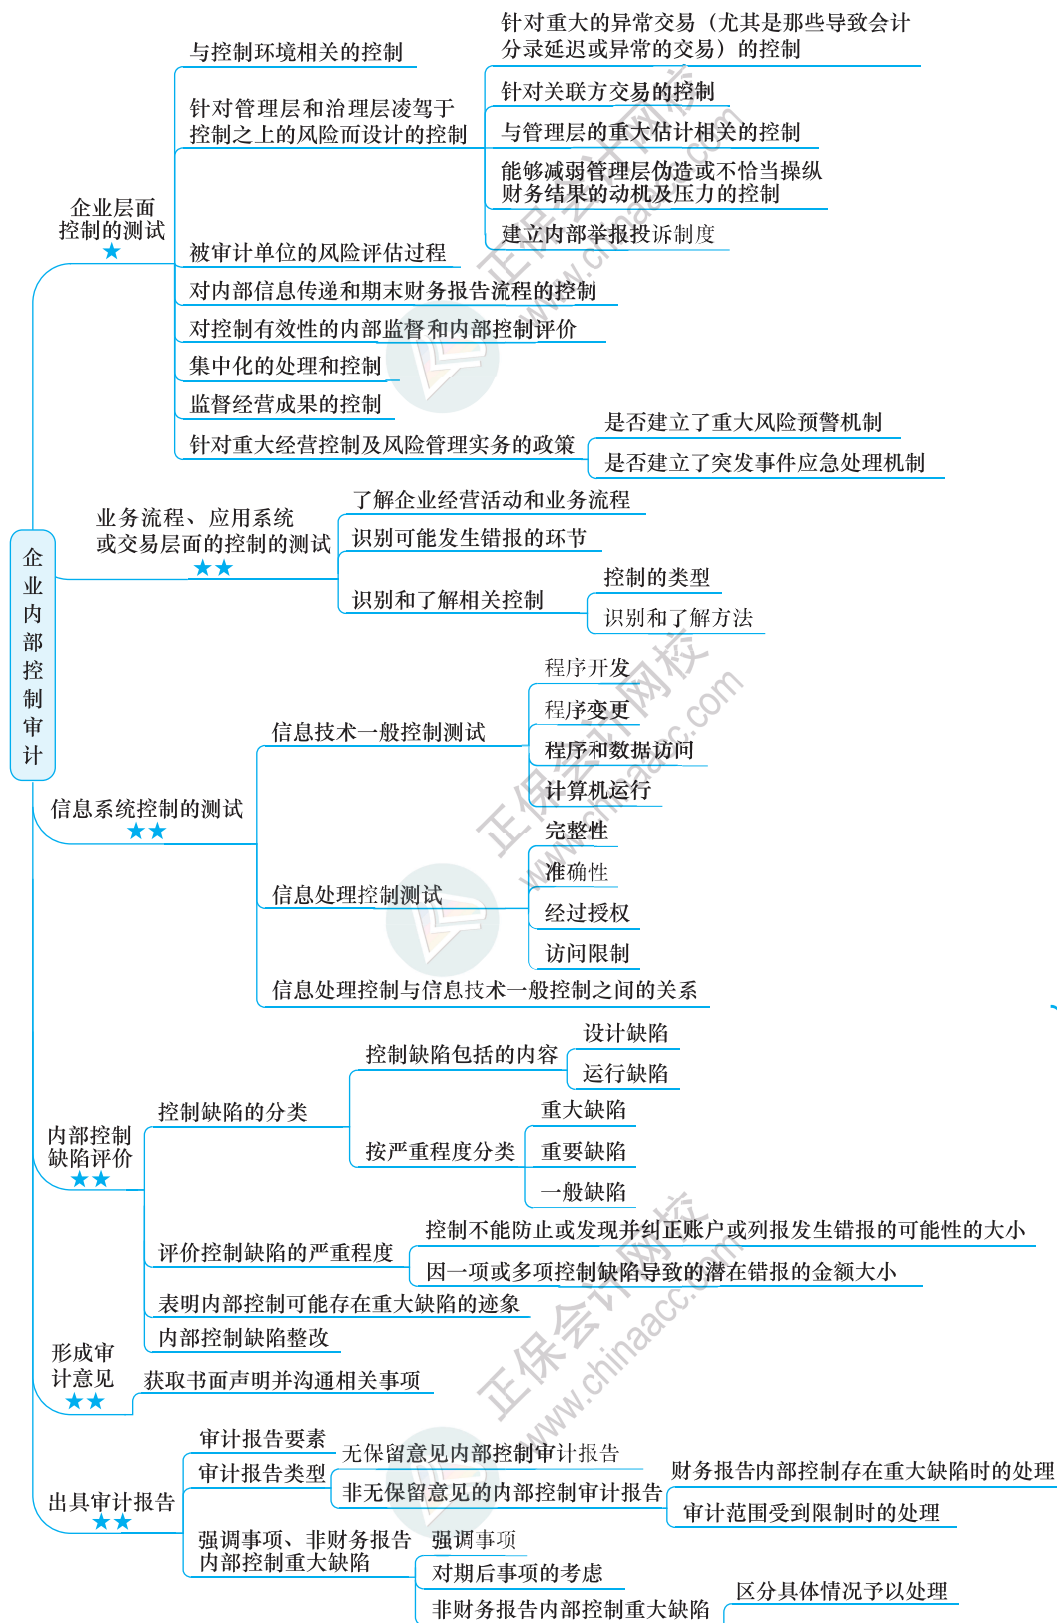 企业内部控制审计
企业层面
控制的测试
★
与控制环境相关的控制
针对管理层和治理层凌驾于
控制之上的风险而设计的控制
针对重大的异常交易（尤其是那些导致会计
分录延迟或异常的交易）的控制
针对关联方交易的控制
与管理层的重大估计相关的控制
能够减弱管理层伪造或不恰当操纵
财务结果的动机及压力的控制
建立内部举报投诉制度
被审计单位的风险评估过程
对内部信息传递和期末财务报告流程的控制
对控制有效性的内部监督和内部控制评价
集中化的处理和控制
监督经营成果的控制
针对重大经营控制及风险管理实务的政策
是否建立了重大风险预警机制
是否建立了突发事件应急处理机制
业务流程、应用系统
或交易层面的控制的测试
★★
了解企业经营活动和业务流程
识别可能发生错报的环节
识别和了解相关控制
控制的类型
识别和了解方法
信息系统控制的测试
★★
信息技术一般控制测试
程序开发
程序变更
程序和数据访问
计算机运行
信息处理控制测试
完整性
准确性
经过授权
访问限制
信息处理控制与信息技术一般控制之间的关系
内部控制
缺陷评价
★★
控制缺陷的分类
控制缺陷包括的内容
设计缺陷
运行缺陷
按严重程度分类
重大缺陷
重要缺陷
一般缺陷
评价控制缺陷的严重程度
控制不能防止或发现并纠正账户或列报发生错报的可能性的大小
因一项或多项控制缺陷导致的潜在错报的金额大小
表明内部控制可能存在重大缺陷的迹象
内部控制缺陷整改
形成审
计意见
★★
获取书面声明并沟通相关事项
出具审计报告
★★
审计报告要素
审计报告类型
无保留意见内部控制审计报告
非无保留意见的内部控制审计报告
财务报告内部控制存在重大缺陷时的处理
审计范围受到限制时的处理
强调事项、非财务报告
内部控制重大缺陷
强调事项
对期后事项的考虑
非财务报告内部控制重大缺陷
区分具体情况予以处理
正保会计网校
www.chinaacc.com
正保会计网校
www.chinaacc.com
正保会计网校
www.chinaacc.com